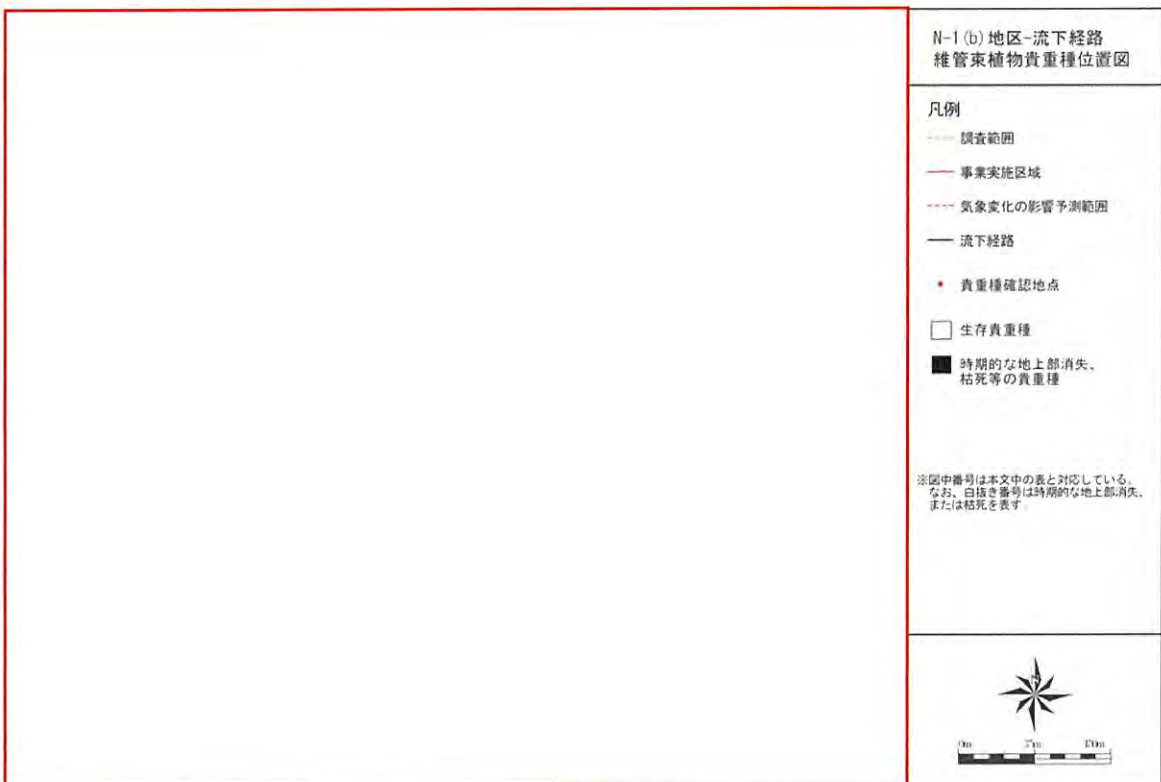 N-1(b)地区-流下経路
維管束植物貴重種位置図
凡例
調査範囲
事業実施区域
気象変化の影響予測範囲
流下経路
貴重種確認地点
生存貴重種
時期的な地上部消失、
枯死等の貴重種
※図中番号は本文中の表と対応している。
なお、白抜き番号は時期的な地上部消失、
または枯死を表す
N
0m